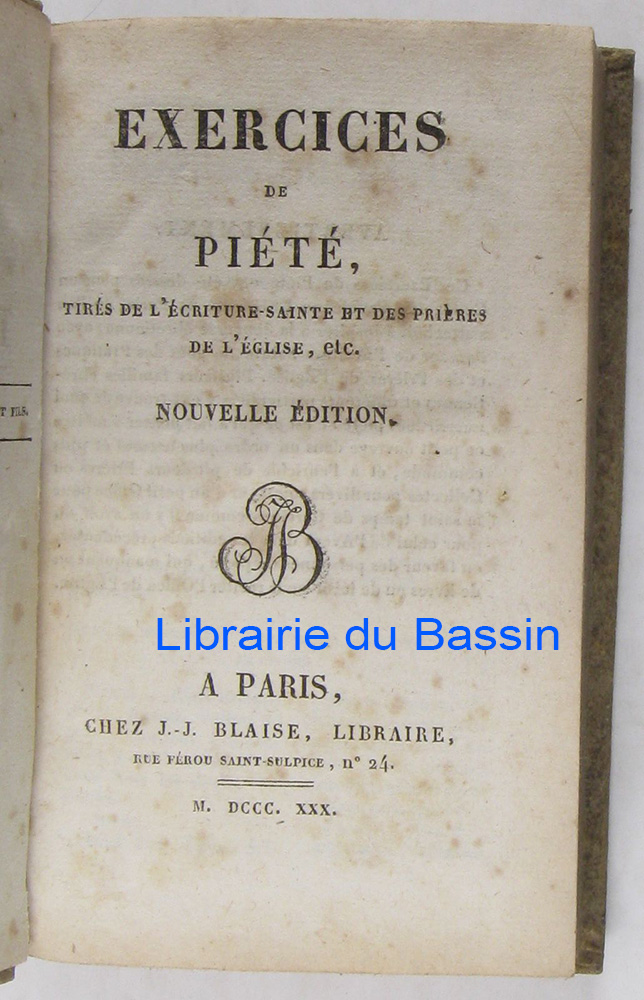 EXERCICES
DE
PIÉTÉ,
TIRÉS DE L'ÉCRITURE-SAINTE ET DES PRIÈRES
DE L'ÉGLISE, etc.
NOUVELLE ÉDITION.
Librairie du Bassin
A PARIS,
CHEZ J.-J. BLAISE, LIBRAIRE,
RUE FÉROU SAINT-SULPICE, n° 24.
M. DCCC. XXX.
T FILS.